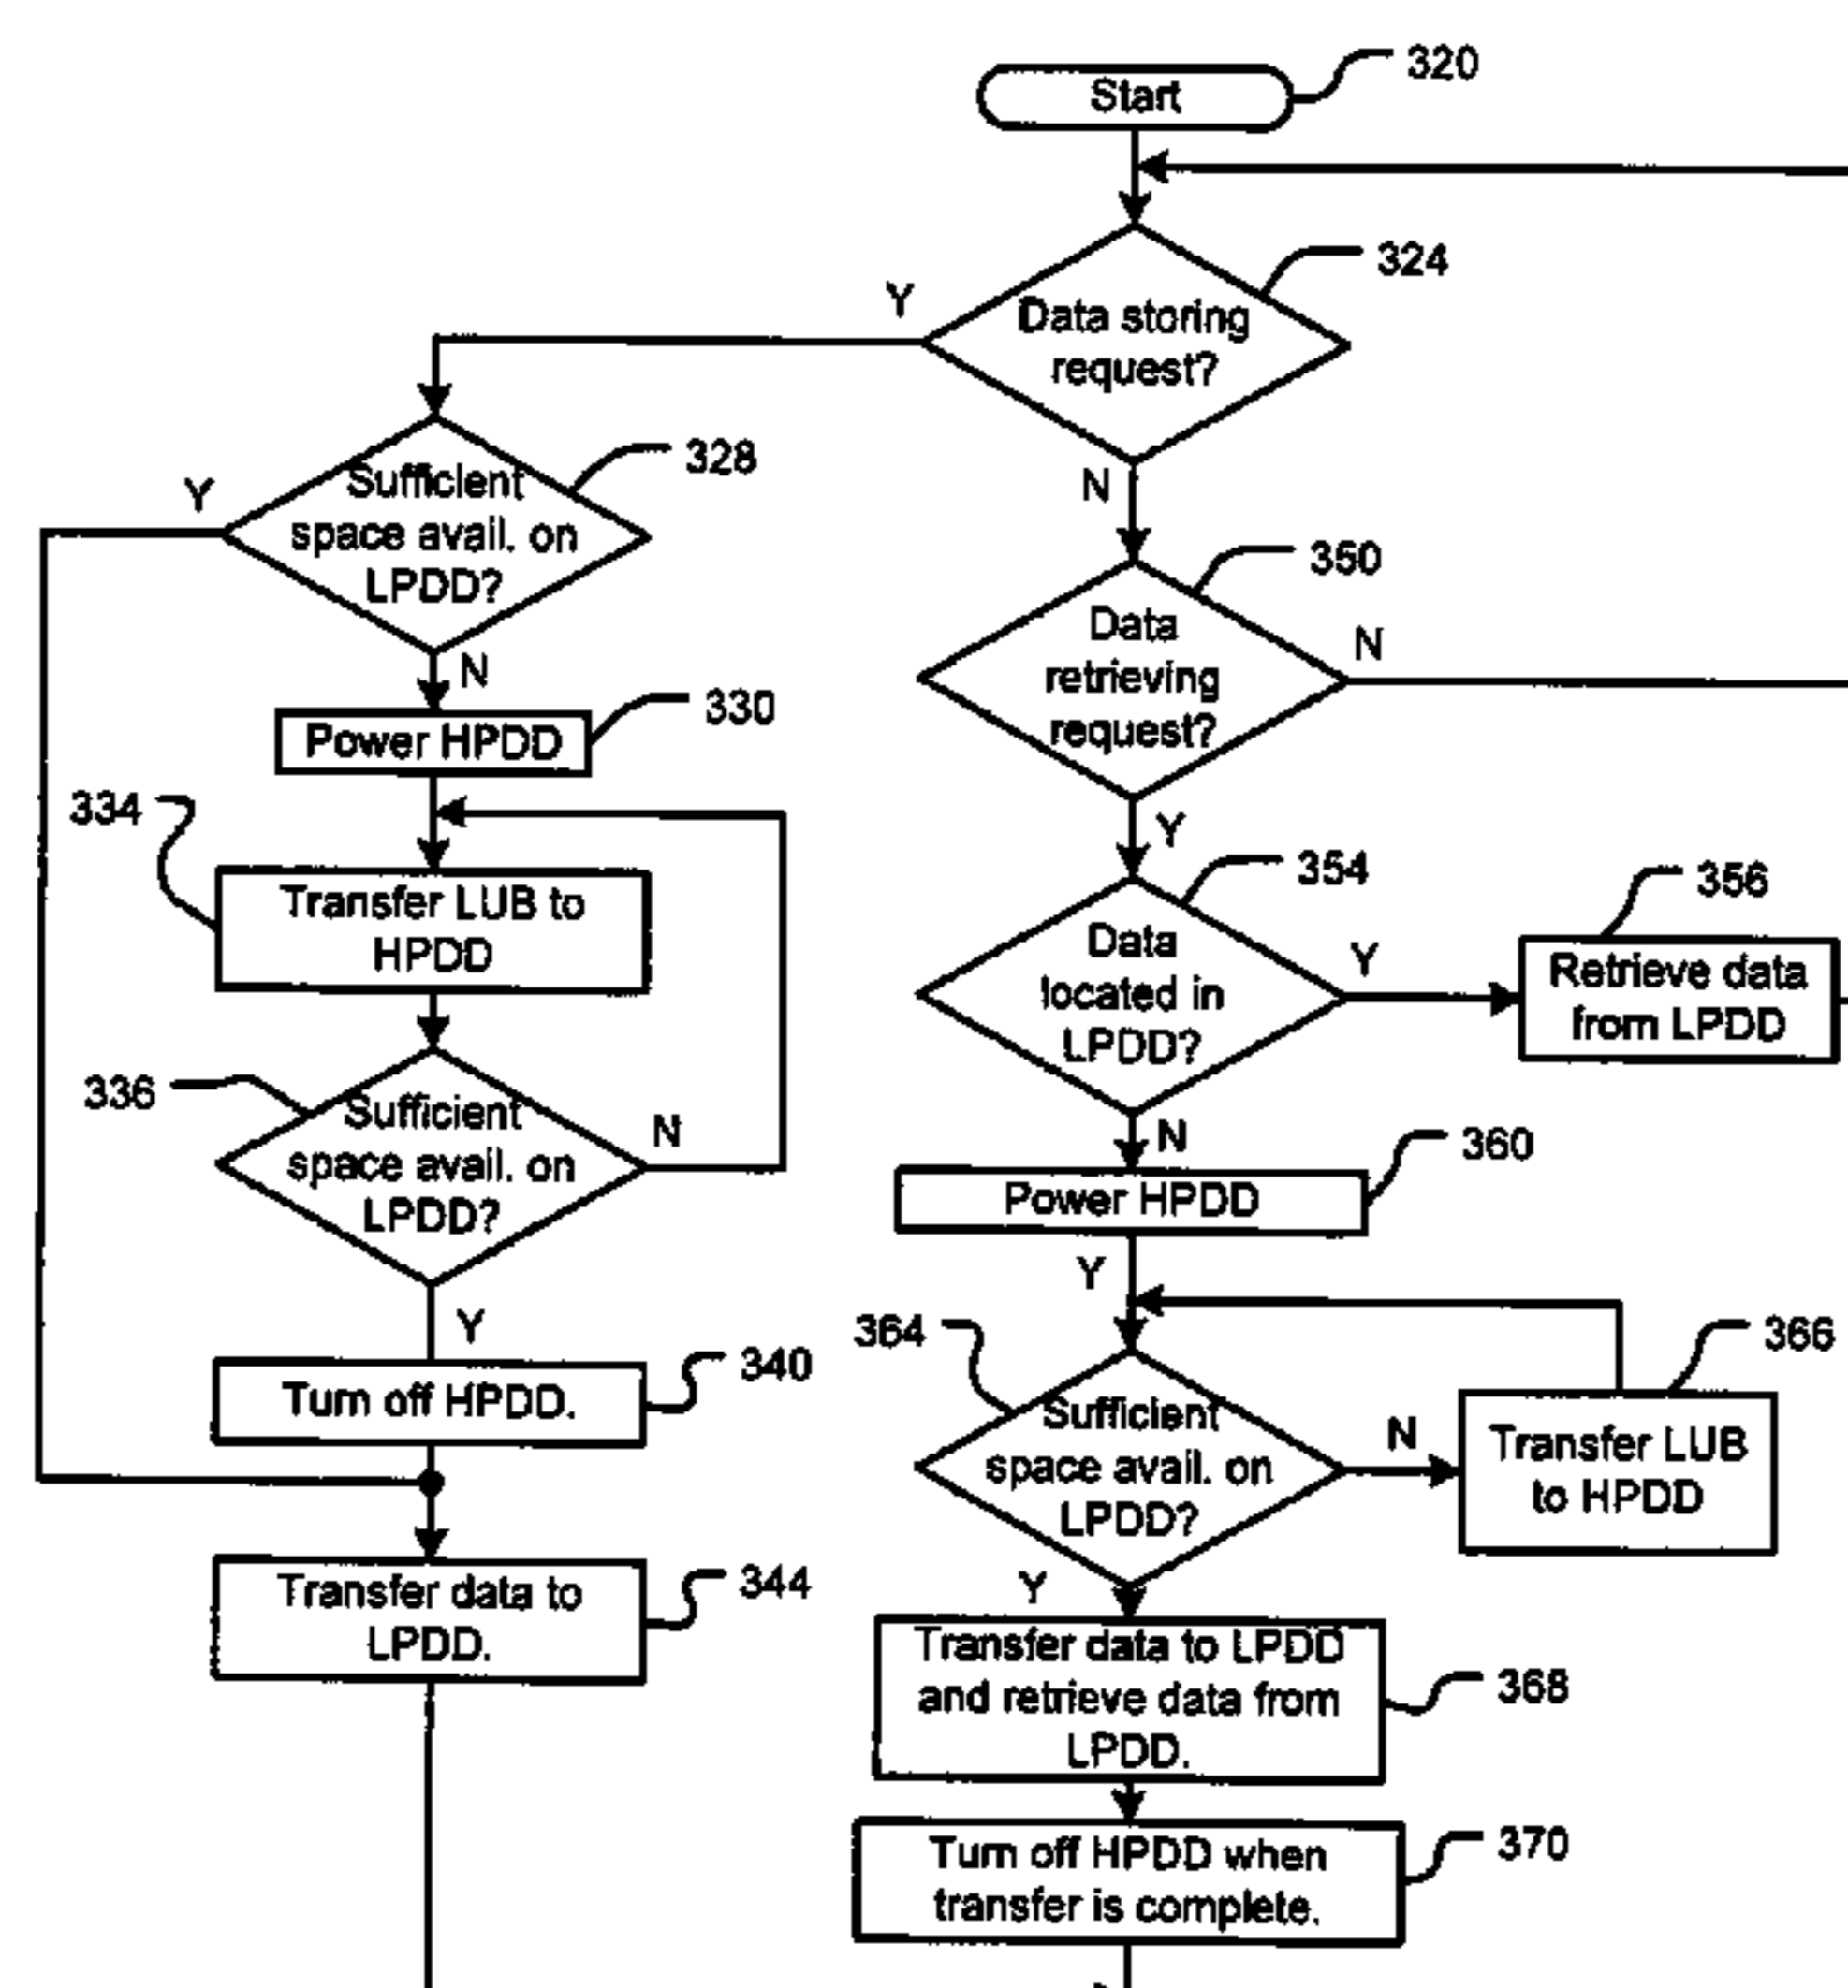 Start
320
Data storing
request?
324
Y
N
Sufficient
space avail. on
LPDD?
328
Y
N
Power HPDD
330
334
Transfer LUB to
HPDD
336
Sufficient
space avail. on
LPDD?
N
Y
Turn off HPDD.
340
Transfer data to
LPDD.
344
Data
retrieving
request?
350
N
Y
Data
located in
LPDD?
354
Y
N
Retrieve data
from LPDD
356
Power HPDD
360
Y
364
Sufficient
space avail. on
LPDD?
N
Y
Transfer LUB
to HPDD
366
Transfer data to LPDD
and retrieve data from
LPDD.
368
Turn off HPDD when
transfer is complete.
370